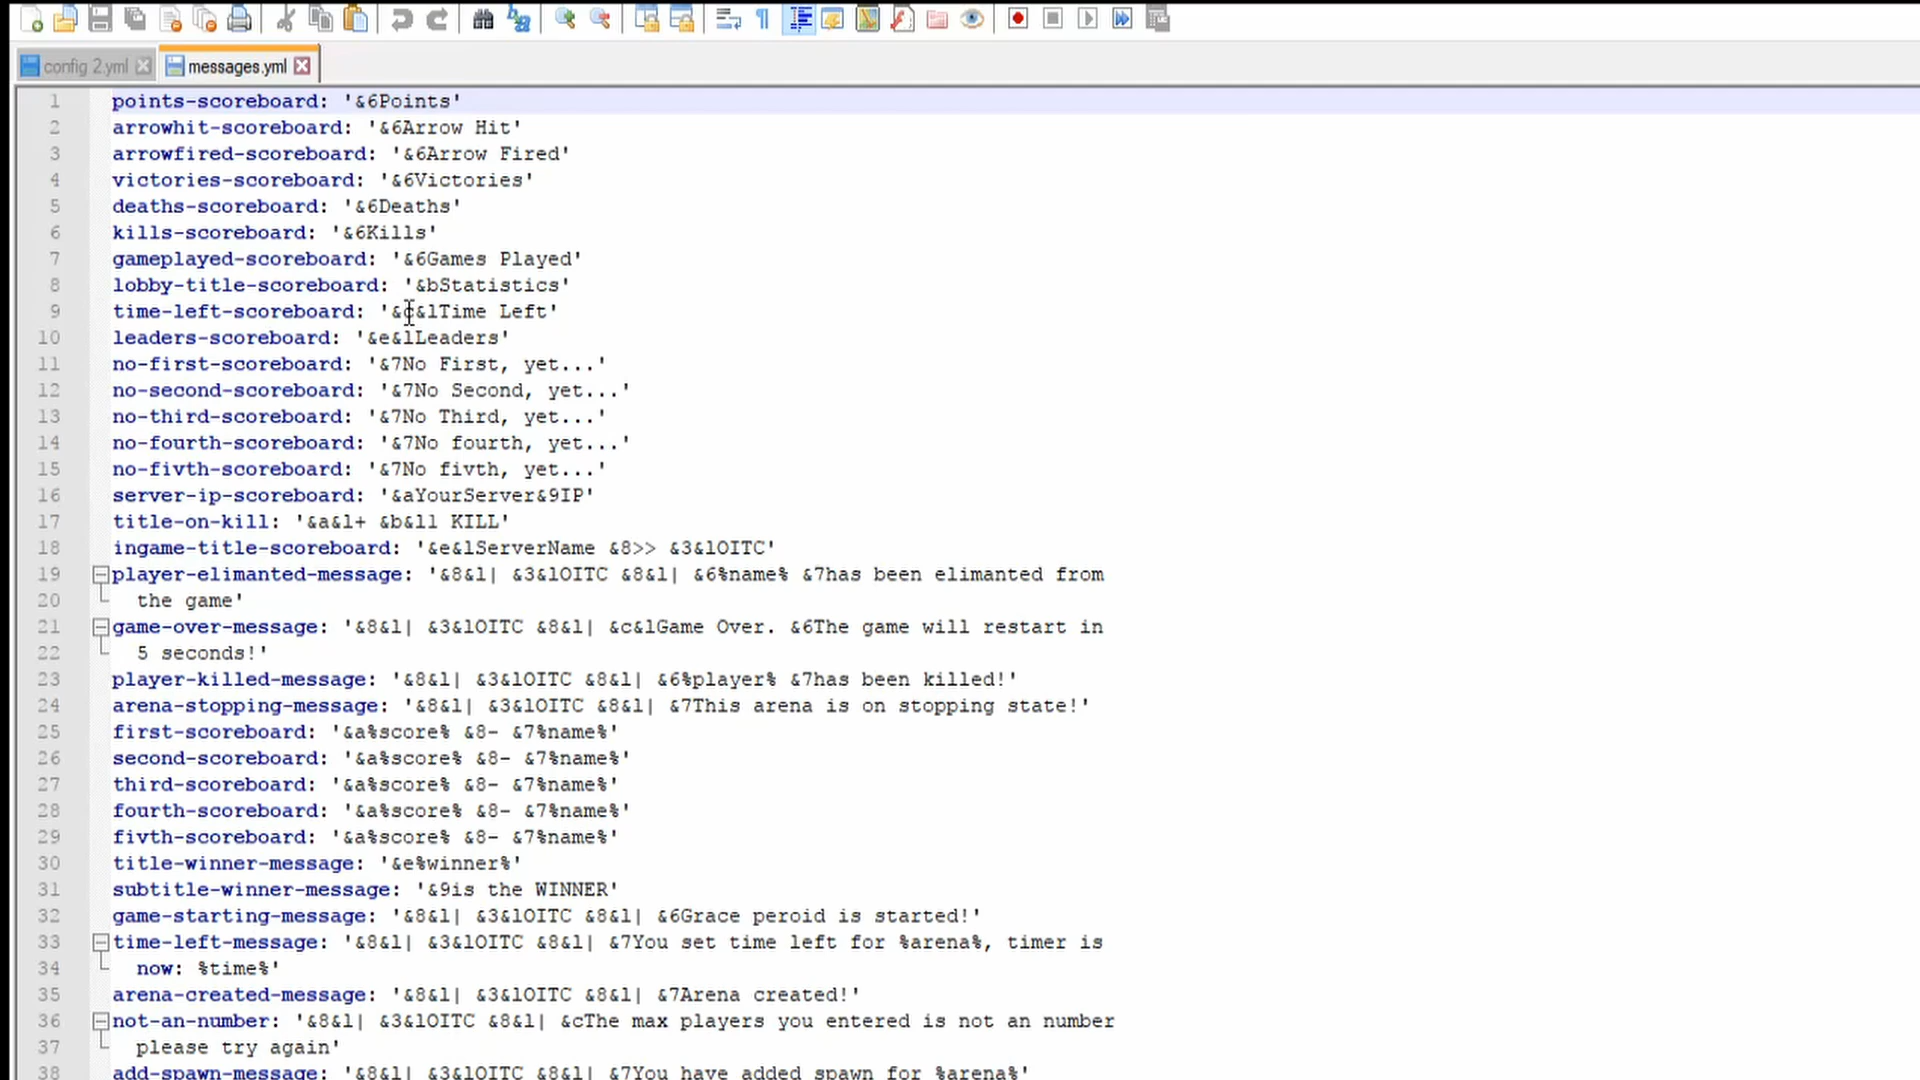 config 2.yml
messages.yml
1 points-scoreboard: '&6Points'
2 arrowhit-scoreboard: '&6Arrow Hit'
3 arrowfired-scoreboard: '&6Arrow Fired'
4 victories-scoreboard: '&6Victories'
5 deaths-scoreboard: '&6Deaths'
6 kills-scoreboard: '&6Kills'
7 gameplayed-scoreboard: '&6Games Played'
8 lobby-title-scoreboard: '&bStatistics'
9 time-left-scoreboard: '&c&lTime Left'
10 leaders-scoreboard: '&e&lLeaders'
11 no-first-scoreboard: '&7No First, yet...'
12 no-second-scoreboard: '&7No Second, yet...'
13 no-third-scoreboard: '&7No Third, yet...'
14 no-fourth-scoreboard: '&7No fourth, yet...'
15 no-fivth-scoreboard: '&7No fivth, yet...'
16 server-ip-scoreboard: '&aYourServer&9IP'
17 title-on-kill: '&a&l+ &b&l1 KILL'
18 ingame-title-scoreboard: '&e&lServerName &8>> &3&lOITC'
19 player-elimanted-message: '&8&l| &3&lOITC &8&l| &6%name% &7has been elimanted from
20 the game'
21 game-over-message: '&8&l| &3&lOITC &8&l| &c&lGame Over. &6The game will restart in
22 5 seconds!'
23 player-killed-message: '&8&l| &3&lOITC &8&l| &6%player% &7has been killed!'
24 arena-stopping-message: '&8&l| &3&lOITC &8&l| &7This arena is on stopping state!'
25 first-scoreboard: '&a%score% &8- &7%name%'
26 second-scoreboard: '&a%score% &8- &7%name%'
27 third-scoreboard: '&a%score% &8- &7%name%'
28 fourth-scoreboard: '&a%score% &8- &7%name%'
29 fivth-scoreboard: '&a%score% &8- &7%name%'
30 title-winner-message: '&e%winner%'
31 subtitle-winner-message: '&9is the WINNER'
32 game-starting-message: '&8&l| &3&lOITC &8&l| &6Grace peroid is started!'
33 time-left-message: '&8&l| &3&lOITC &8&l| &7You set time left for %arena%, timer is
34 now: %time%'
35 arena-created-message: '&8&l| &3&lOITC &8&l| &7Arena created!'
36 not-an-number: '&8&l| &3&lOITC &8&l| &cThe max players you entered is not an number
37 please try again'
38 add-spawn-message: '&8&l| &3&lOITC &8&l| &7You have added spawn for %arena%'